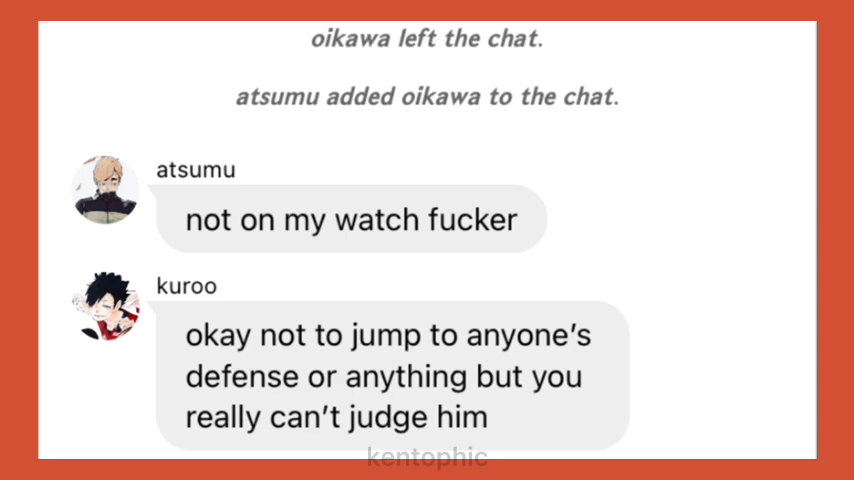 oikawa left the chat.
atsumu added oikawa to the chat.
atsumu
not on my watch fucker
kuroo
okay not to jump to anyone’s
defense or anything but you
really can’t judge him
kentophic